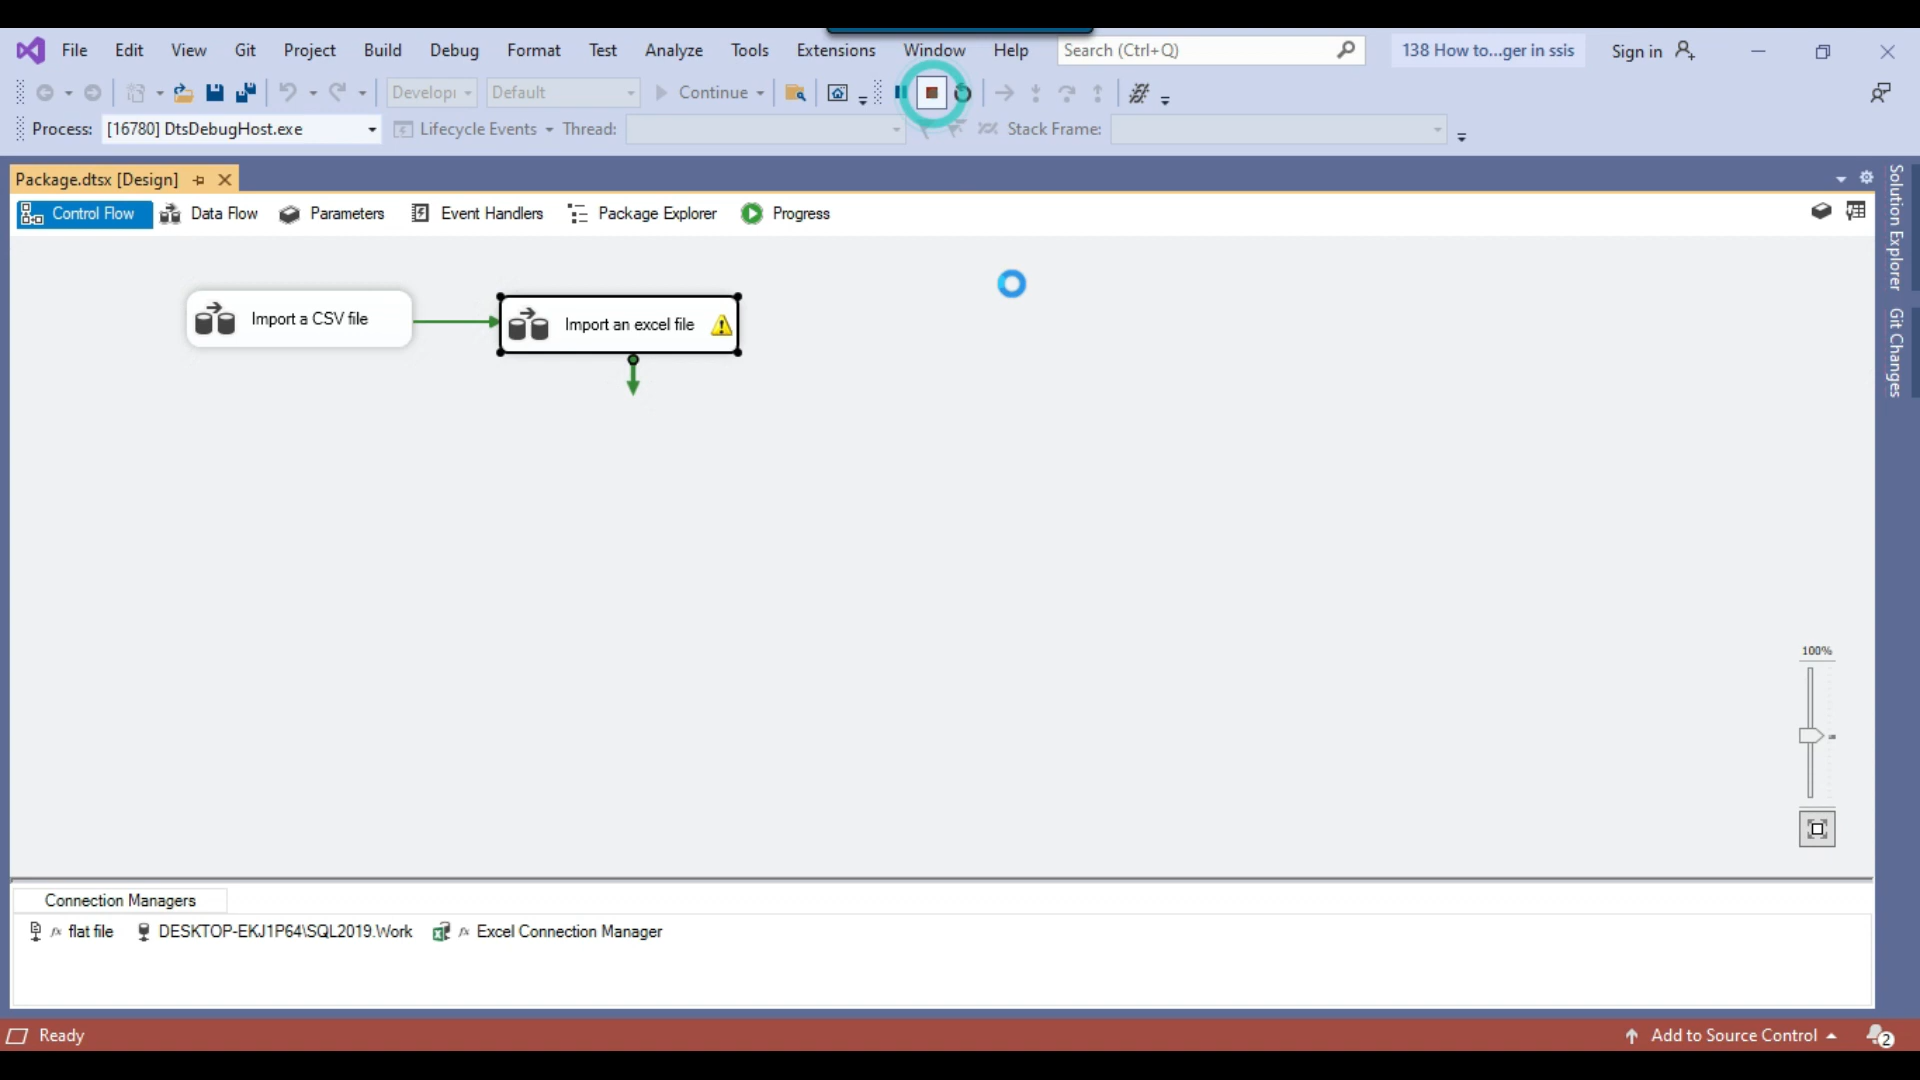 File Edit View Git Project Build Debug Format Test Analyze Tools Extensions Window Help Search (Ctrl+Q) 138 How to...ger in ssis Sign in
Develop Default Continue
Process: [16780] DtsDebugHost.exe Lifecycle Events Thread: Stack Frame:
Package.dtsx [Design]
Control Flow Data Flow Parameters Event Handlers Package Explorer Progress
Solution Explorer
Git Changes
Import a CSV file
Import an excel file
100%
Connection Managers
fx flat file DESKTOP-EKJ1P64\SQL2019.Work fx Excel Connection Manager
Ready Add to Source Control 2